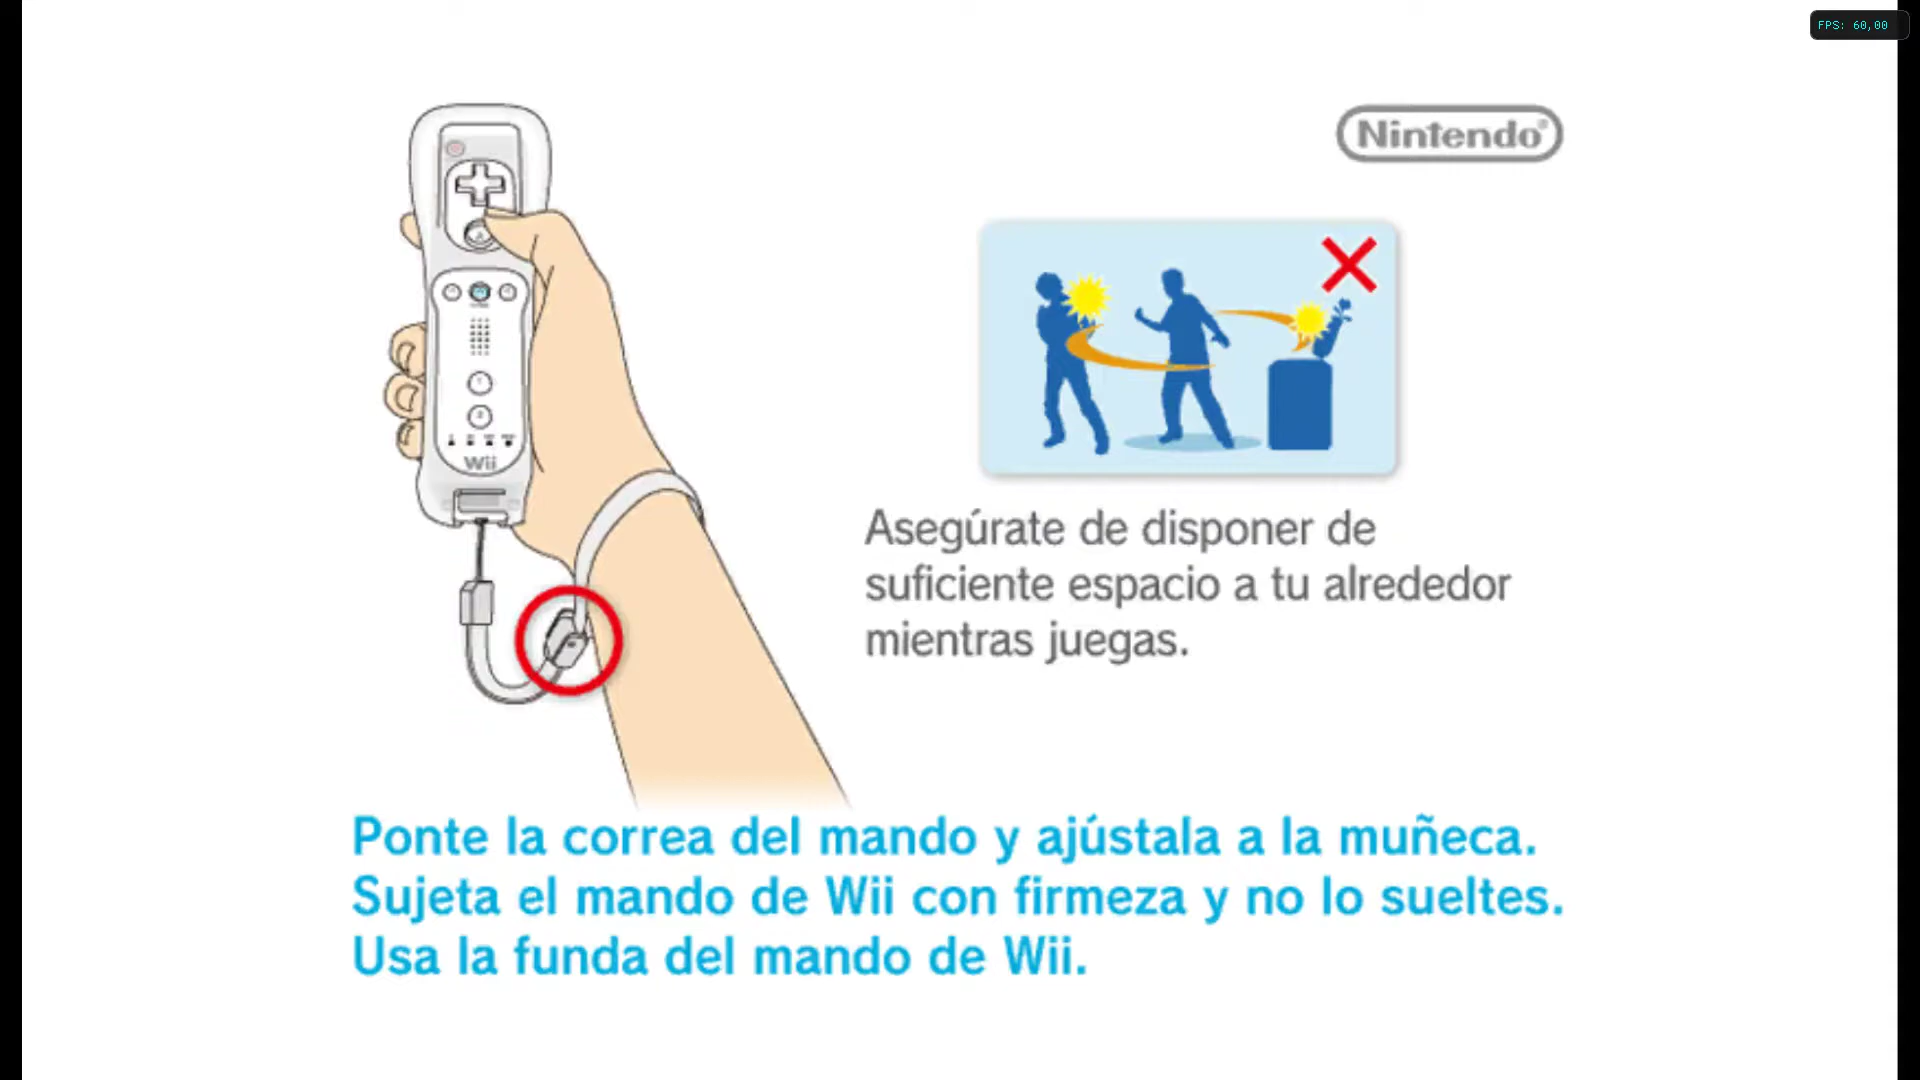 FPS: 60,00
Nintendo®
A
1
2
Wii
Asegúrate de disponer de
suficiente espacio a tu alrededor
mientras juegas.
Ponte la correa del mando y ajústala a la muñeca.
Sujeta el mando de Wii con firmeza y no lo sueltes.
Usa la funda del mando de Wii.